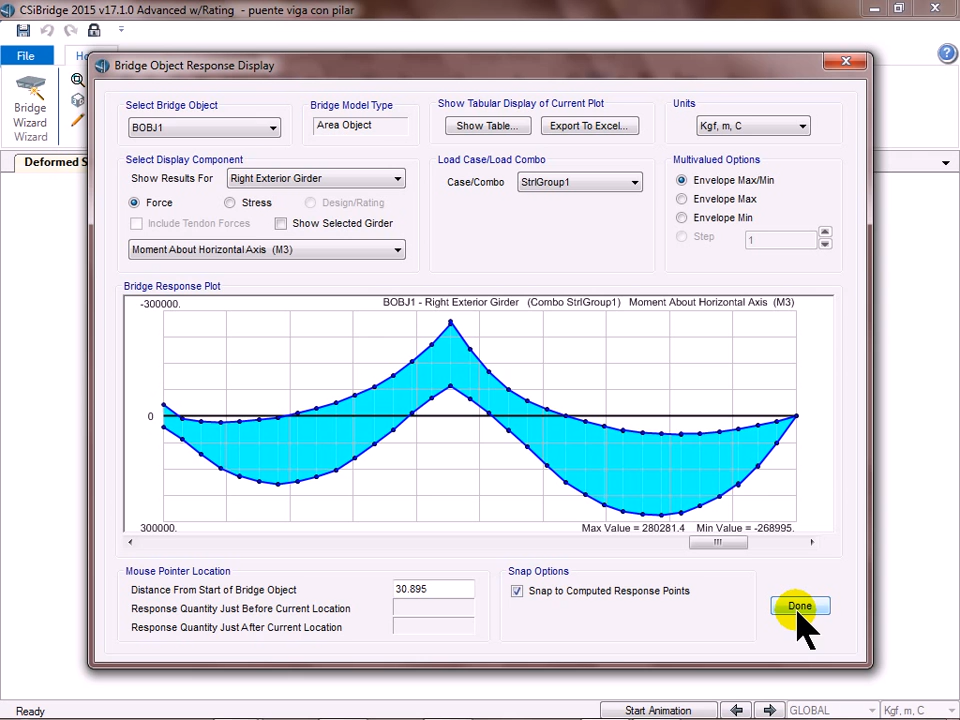 CSiBridge 2015 v17.1.0 Advanced w/Rating - puente viga con pilar
File
Ho
Bridge
Wizard
Wizard
Deformed S
Bridge Object Response Display
Select Bridge Object
BOBJ1
Bridge Model Type
Area Object
Show Tabular Display of Current Plot
Show Table...
Export To Excel...
Units
Kgf, m, C
Select Display Component
Show Results For
Right Exterior Girder
Force
Stress
Design/Rating
Include Tendon Forces
Show Selected Girder
Moment About Horizontal Axis (M3)
Load Case/Load Combo
Case/Combo
StrlGroup1
Multivalued Options
Envelope Max/Min
Envelope Max
Envelope Min
Step
1
Bridge Response Plot
-300000.
BOBJ1 - Right Exterior Girder (Combo StrlGroup1) Moment About Horizontal Axis (M3)
0
300000.
Max Value = 280281.4 Min Value = -268995.
Mouse Pointer Location
Distance From Start of Bridge Object
30.895
Response Quantity Just Before Current Location
Response Quantity Just After Current Location
Snap Options
Snap to Computed Response Points
Done
Ready
Start Animation
GLOBAL
Kgf, m, C